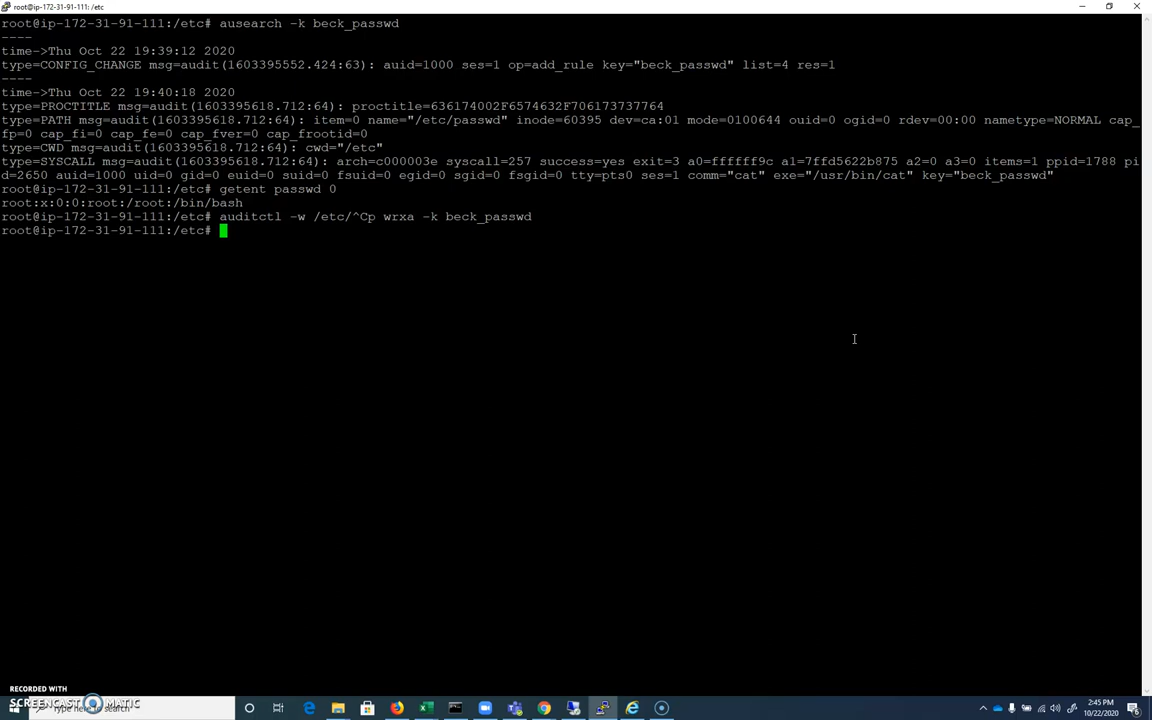 root@ip-172-31-91-111: /etc
root@ip-172-31-91-111:/etc# ausearch -k beck_passwd
----
time->Thu Oct 22 19:39:12 2020
type=CONFIG_CHANGE msg=audit(1603395552.424:63): auid=1000 ses=1 op=add_rule key="beck_passwd" list=4 res=1
----
time->Thu Oct 22 19:40:18 2020
type=PROCTITLE msg=audit(1603395618.712:64): proctitle=636174002F6574632F706173737764
type=PATH msg=audit(1603395618.712:64): item=0 name="/etc/passwd" inode=60395 dev=ca:01 mode=0100644 ouid=0 ogid=0 rdev=00:00 nametype=NORMAL cap_
fp=0 cap_fi=0 cap_fe=0 cap_fver=0 cap_frootid=0
type=CWD msg=audit(1603395618.712:64): cwd="/etc"
type=SYSCALL msg=audit(1603395618.712:64): arch=c000003e syscall=257 success=yes exit=3 a0=ffffff9c a1=7ffd5622b875 a2=0 a3=0 items=1 ppid=1788 pi
d=2650 auid=1000 uid=0 gid=0 euid=0 suid=0 fsuid=0 egid=0 sgid=0 fsgid=0 tty=pts0 ses=1 comm="cat" exe="/usr/bin/cat" key="beck_passwd"
root@ip-172-31-91-111:/etc# getent passwd 0
root:x:0:0:root:/root:/bin/bash
root@ip-172-31-91-111:/etc# auditctl -w /etc/^Cp wrxa -k beck_passwd
root@ip-172-31-91-111:/etc#
RECORDED WITH
SCREENCAST MATIC
Type here to search
2:45 PM
10/22/2020